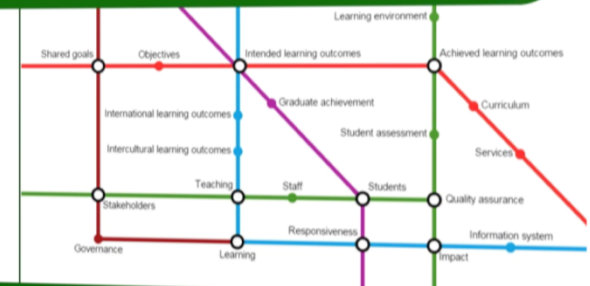 Learning environment
Shared goals
Objectives
Intended learning outcomes
Achieved learning outcomes
Graduate achievement
Curriculum
International learning outcomes
Student assessment
Intercultural learning outcomes
Services
Teaching
Staff
Students
Stakeholders
Quality assurance
Responsiveness
Information system
Governance
Learning
Impact